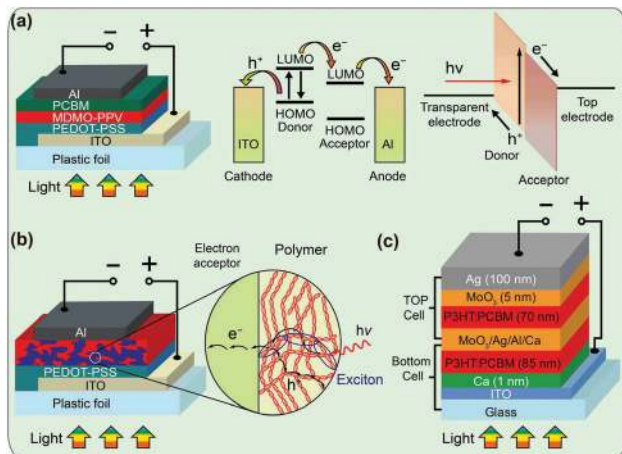 (a)
− +
Al
PCBM
MDMO-PPV
PEDOT-PSS
ITO
Plastic foil
Light
h⁺
LUMO
e⁻
LUMO
e⁻
HOMO
Donor
HOMO
Acceptor
ITO
Al
Cathode
Anode
hν
e⁻
Transparent
electrode
Top
electrode
h⁺
Donor
Acceptor
(b)
− +
Al
PEDOT-PSS
ITO
Plastic foil
Light
Electron
acceptor
Polymer
e⁻
h⁺
hν
Exciton
(c)
− +
TOP
Cell
Bottom
Cell
Ag (100 nm)
MoO₃ (5 nm)
P3HT:PCBM (70 nm)
MoO₃/Ag/Al/Ca
P3HT:PCBM (85 nm)
Ca (1 nm)
ITO
Glass
Light